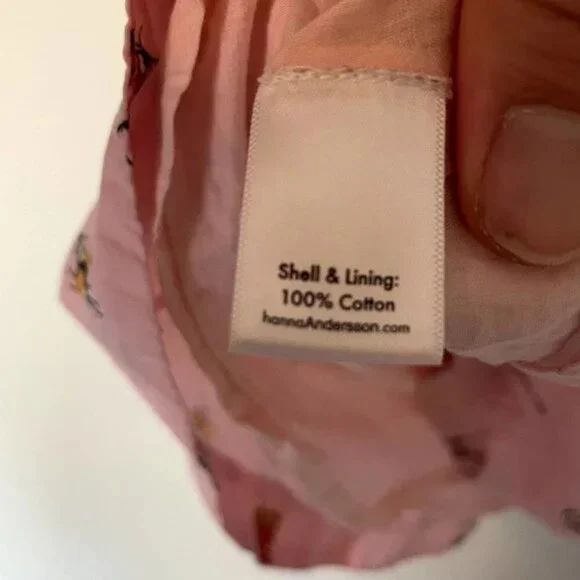 Shell & Lining:
100% Cotton
hannaAndersson.com